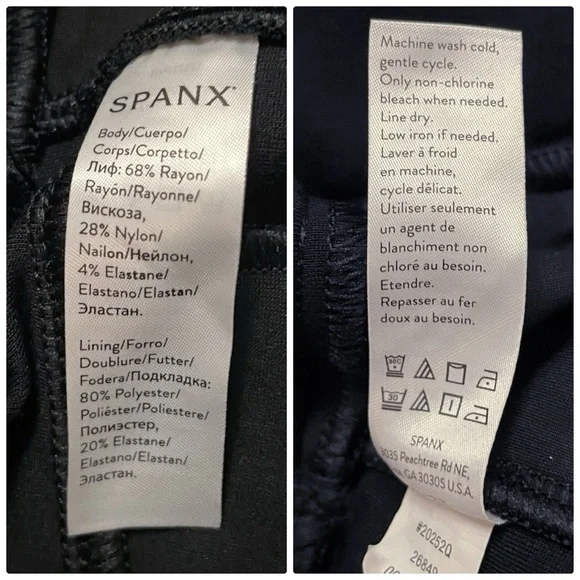 SPANX
Body/Cuerpo/
Corps/Corpetto/
Лиф: 68% Rayon/
Rayón/Rayonne/
Вискоза,
28% Nylon/
Nailon/Нейлон,
4% Elastane/
Elastano/Elastan/
Эластан.
Lining/Forro/
Doublure/Futter/
Fodera/Подкладка:
80% Polyester/
Poliéster/Poliestere/
Полиэстер,
20% Elastane/
Elastano/Elastan/
Эластан.
Machine wash cold,
gentle cycle.
Only non-chlorine
bleach when needed.
Line dry.
Low iron if needed.
Laver à froid
en machine,
cycle délicat.
Utiliser seulement
un agent de
blanchiment non
chloré au besoin.
Etendre.
Repasser au fer
doux au besoin.
30C
30
SPANX
3035 Peachtree Rd NE,
GA 30305 U.S.A.
#20252Q